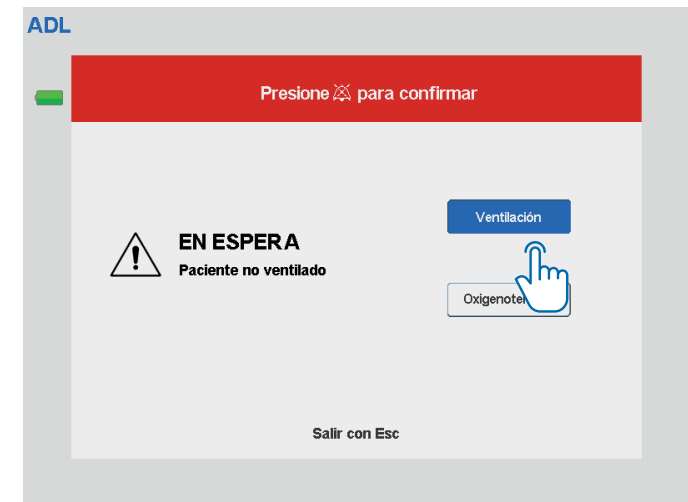 ADL
Presione para confirmar
Ventilación
EN ESPERA
Paciente no ventilado
Salir con Esc